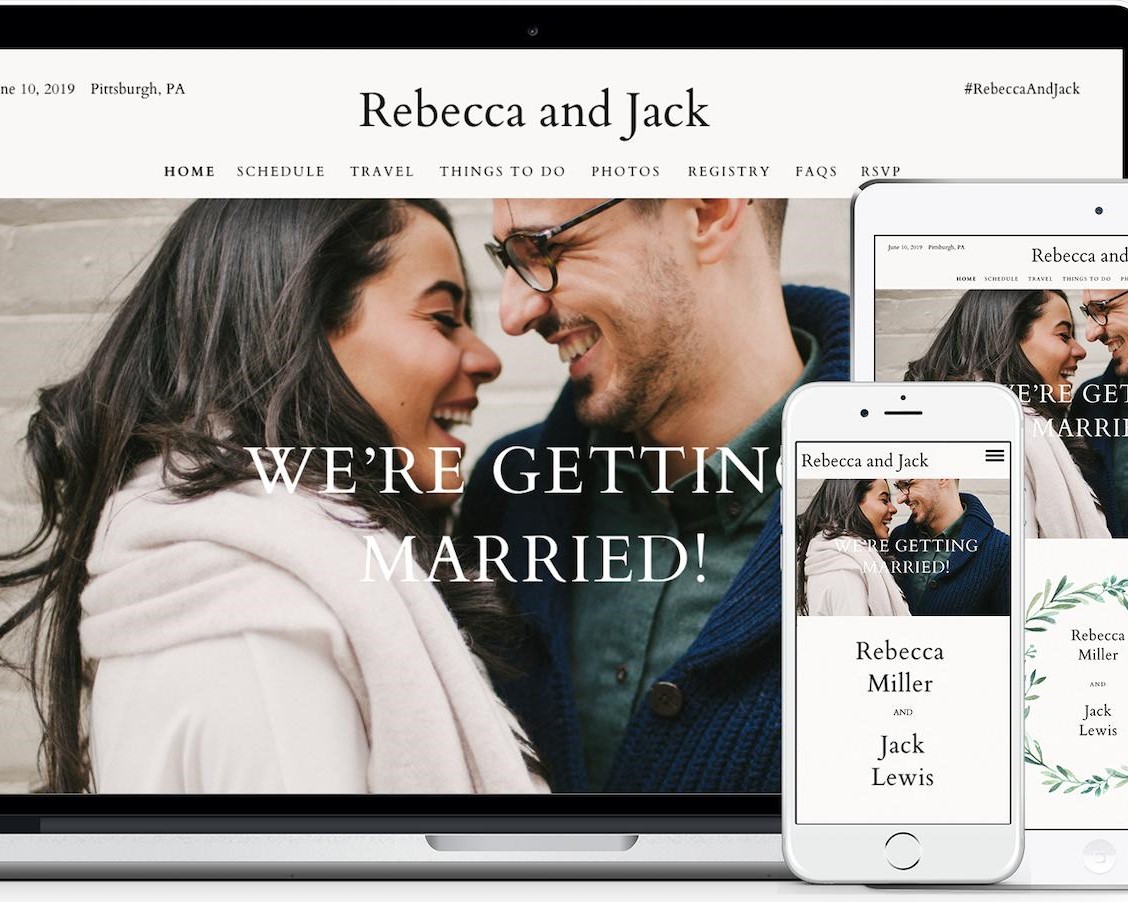 ne 10, 2019 Pittsburgh, PA
Rebecca and Jack
#RebeccaAndJack
HOME SCHEDULE TRAVEL THINGS TO DO PHOTOS REGISTRY FAQS RSVP
WE'RE GETTIN
MARRIED!
June 10, 2019 Pittsburgh, PA
Rebecca and
HOME SCHEDULE TRAVEL THINGS TO DO
E'RE GET
MARRI
Rebecca
Miller
AND
Jack
Lewis
Rebecca and Jack
WE'RE GETTING
MARRIED!
Rebecca
Miller
AND
Jack
Lewis